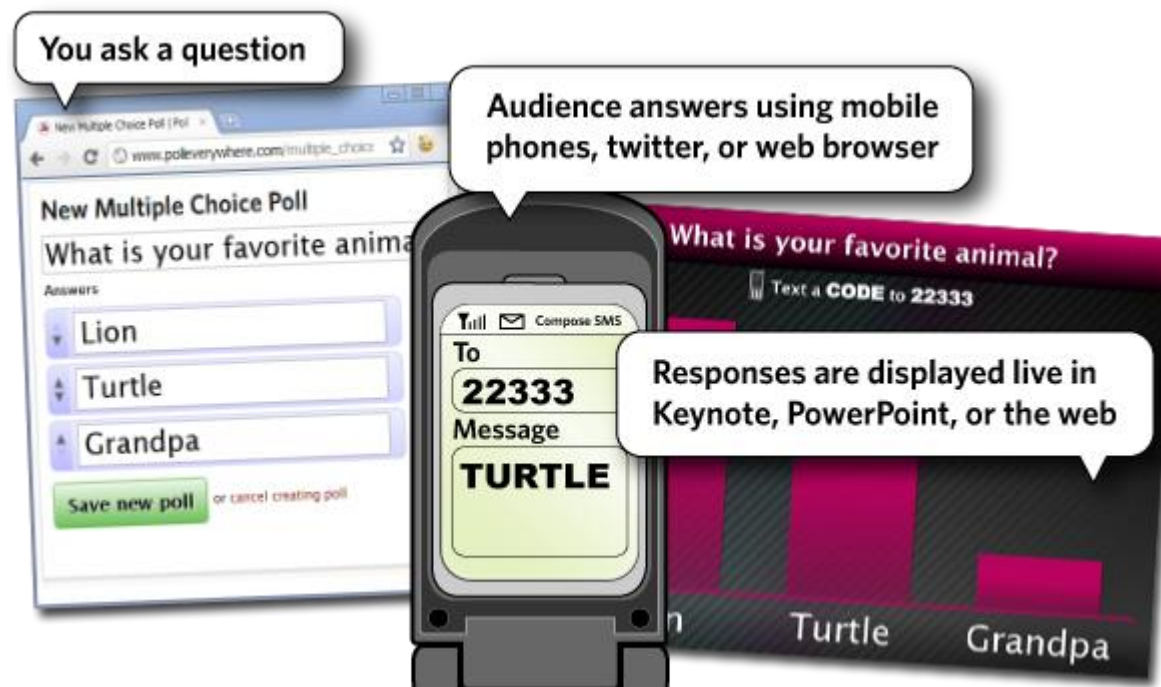 You ask a question
New Multiple Choice Poll | Pol
www.polleverywhere.com/multiple_choice
New Multiple Choice Poll
What is your favorite anima
Answers
Lion
Turtle
Grandpa
Save new poll or cancel creating poll
Audience answers using mobile
phones, twitter, or web browser
Compose SMS
To
22333
Message
TURTLE
What is your favorite animal?
Text a CODE to 22333
Responses are displayed live in
Keynote, PowerPoint, or the web
n Turtle Grandpa